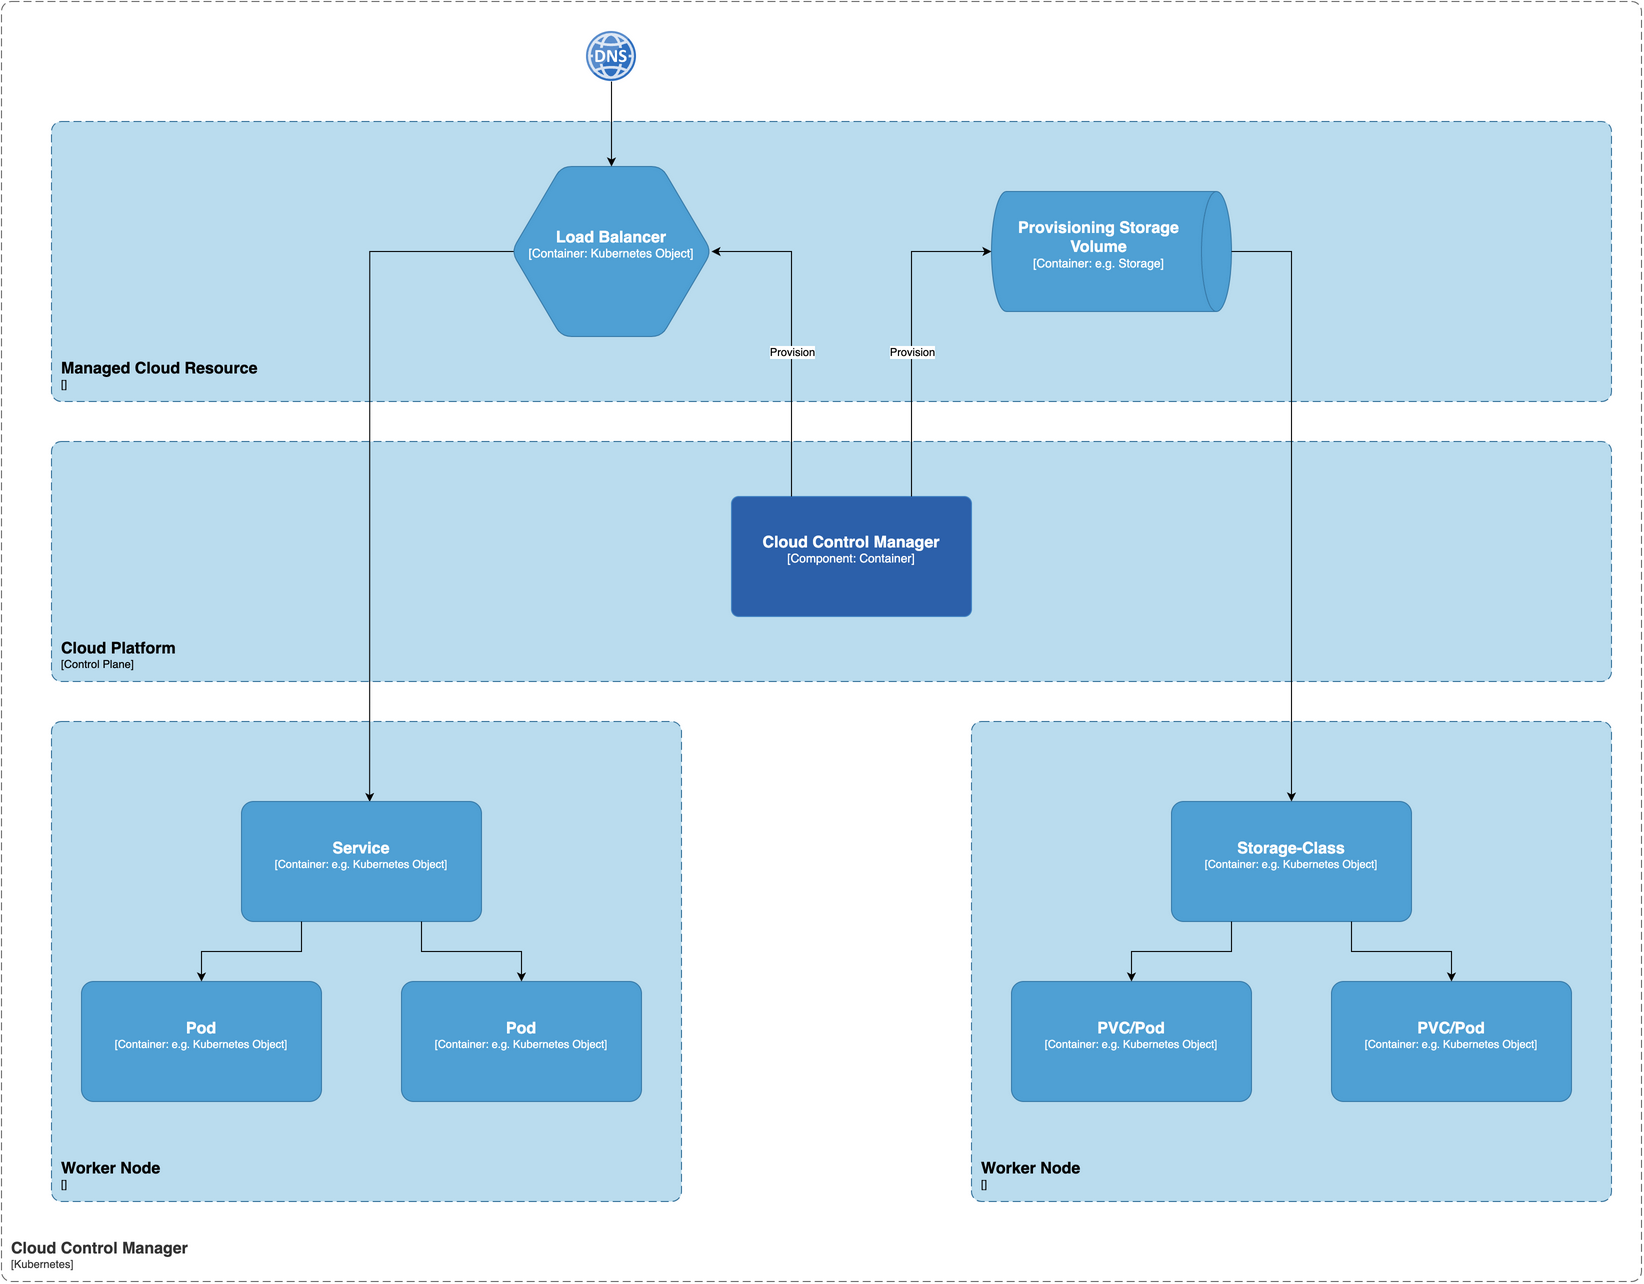 DNS
Load Balancer
[Container: Kubernetes Object]
Provisioning Storage
Volume
[Container: e.g. Storage]
Provision
Provision
Managed Cloud Resource
[]
Cloud Control Manager
[Component: Container]
Cloud Platform
[Control Plane]
Service
[Container: e.g. Kubernetes Object]
Pod
[Container: e.g. Kubernetes Object]
Pod
[Container: e.g. Kubernetes Object]
Worker Node
[]
Storage-Class
[Container: e.g. Kubernetes Object]
PVC/Pod
[Container: e.g. Kubernetes Object]
PVC/Pod
[Container: e.g. Kubernetes Object]
Worker Node
[]
Cloud Control Manager
[Kubernetes]